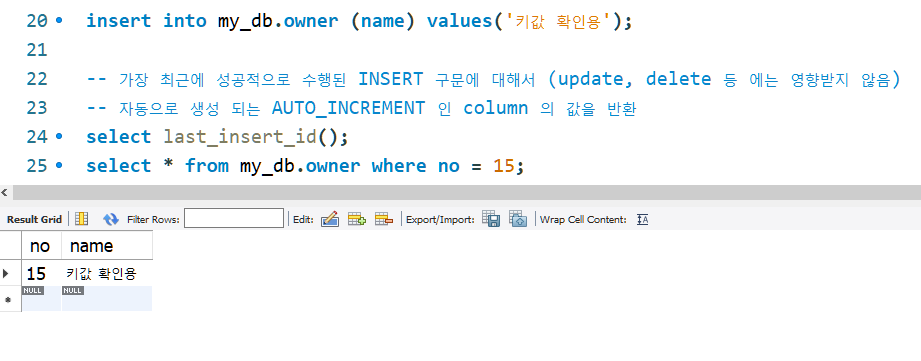 20 insert into my_db.owner (name) values('키값 확인용');
21
22 -- 가장 최근에 성공적으로 수행된 INSERT 구문에 대해서 (update, delete 등 에는 영향받지 않음)
23 -- 자동으로 생성 되는 AUTO_INCREMENT 인 column 의 값을 반환
24 select last_insert_id();
25 select * from my_db.owner where no = 15;
Result Grid Filter Rows: Edit: Export/Import: Wrap Cell Content: IA
no name
15 키값 확인용
NULL NULL